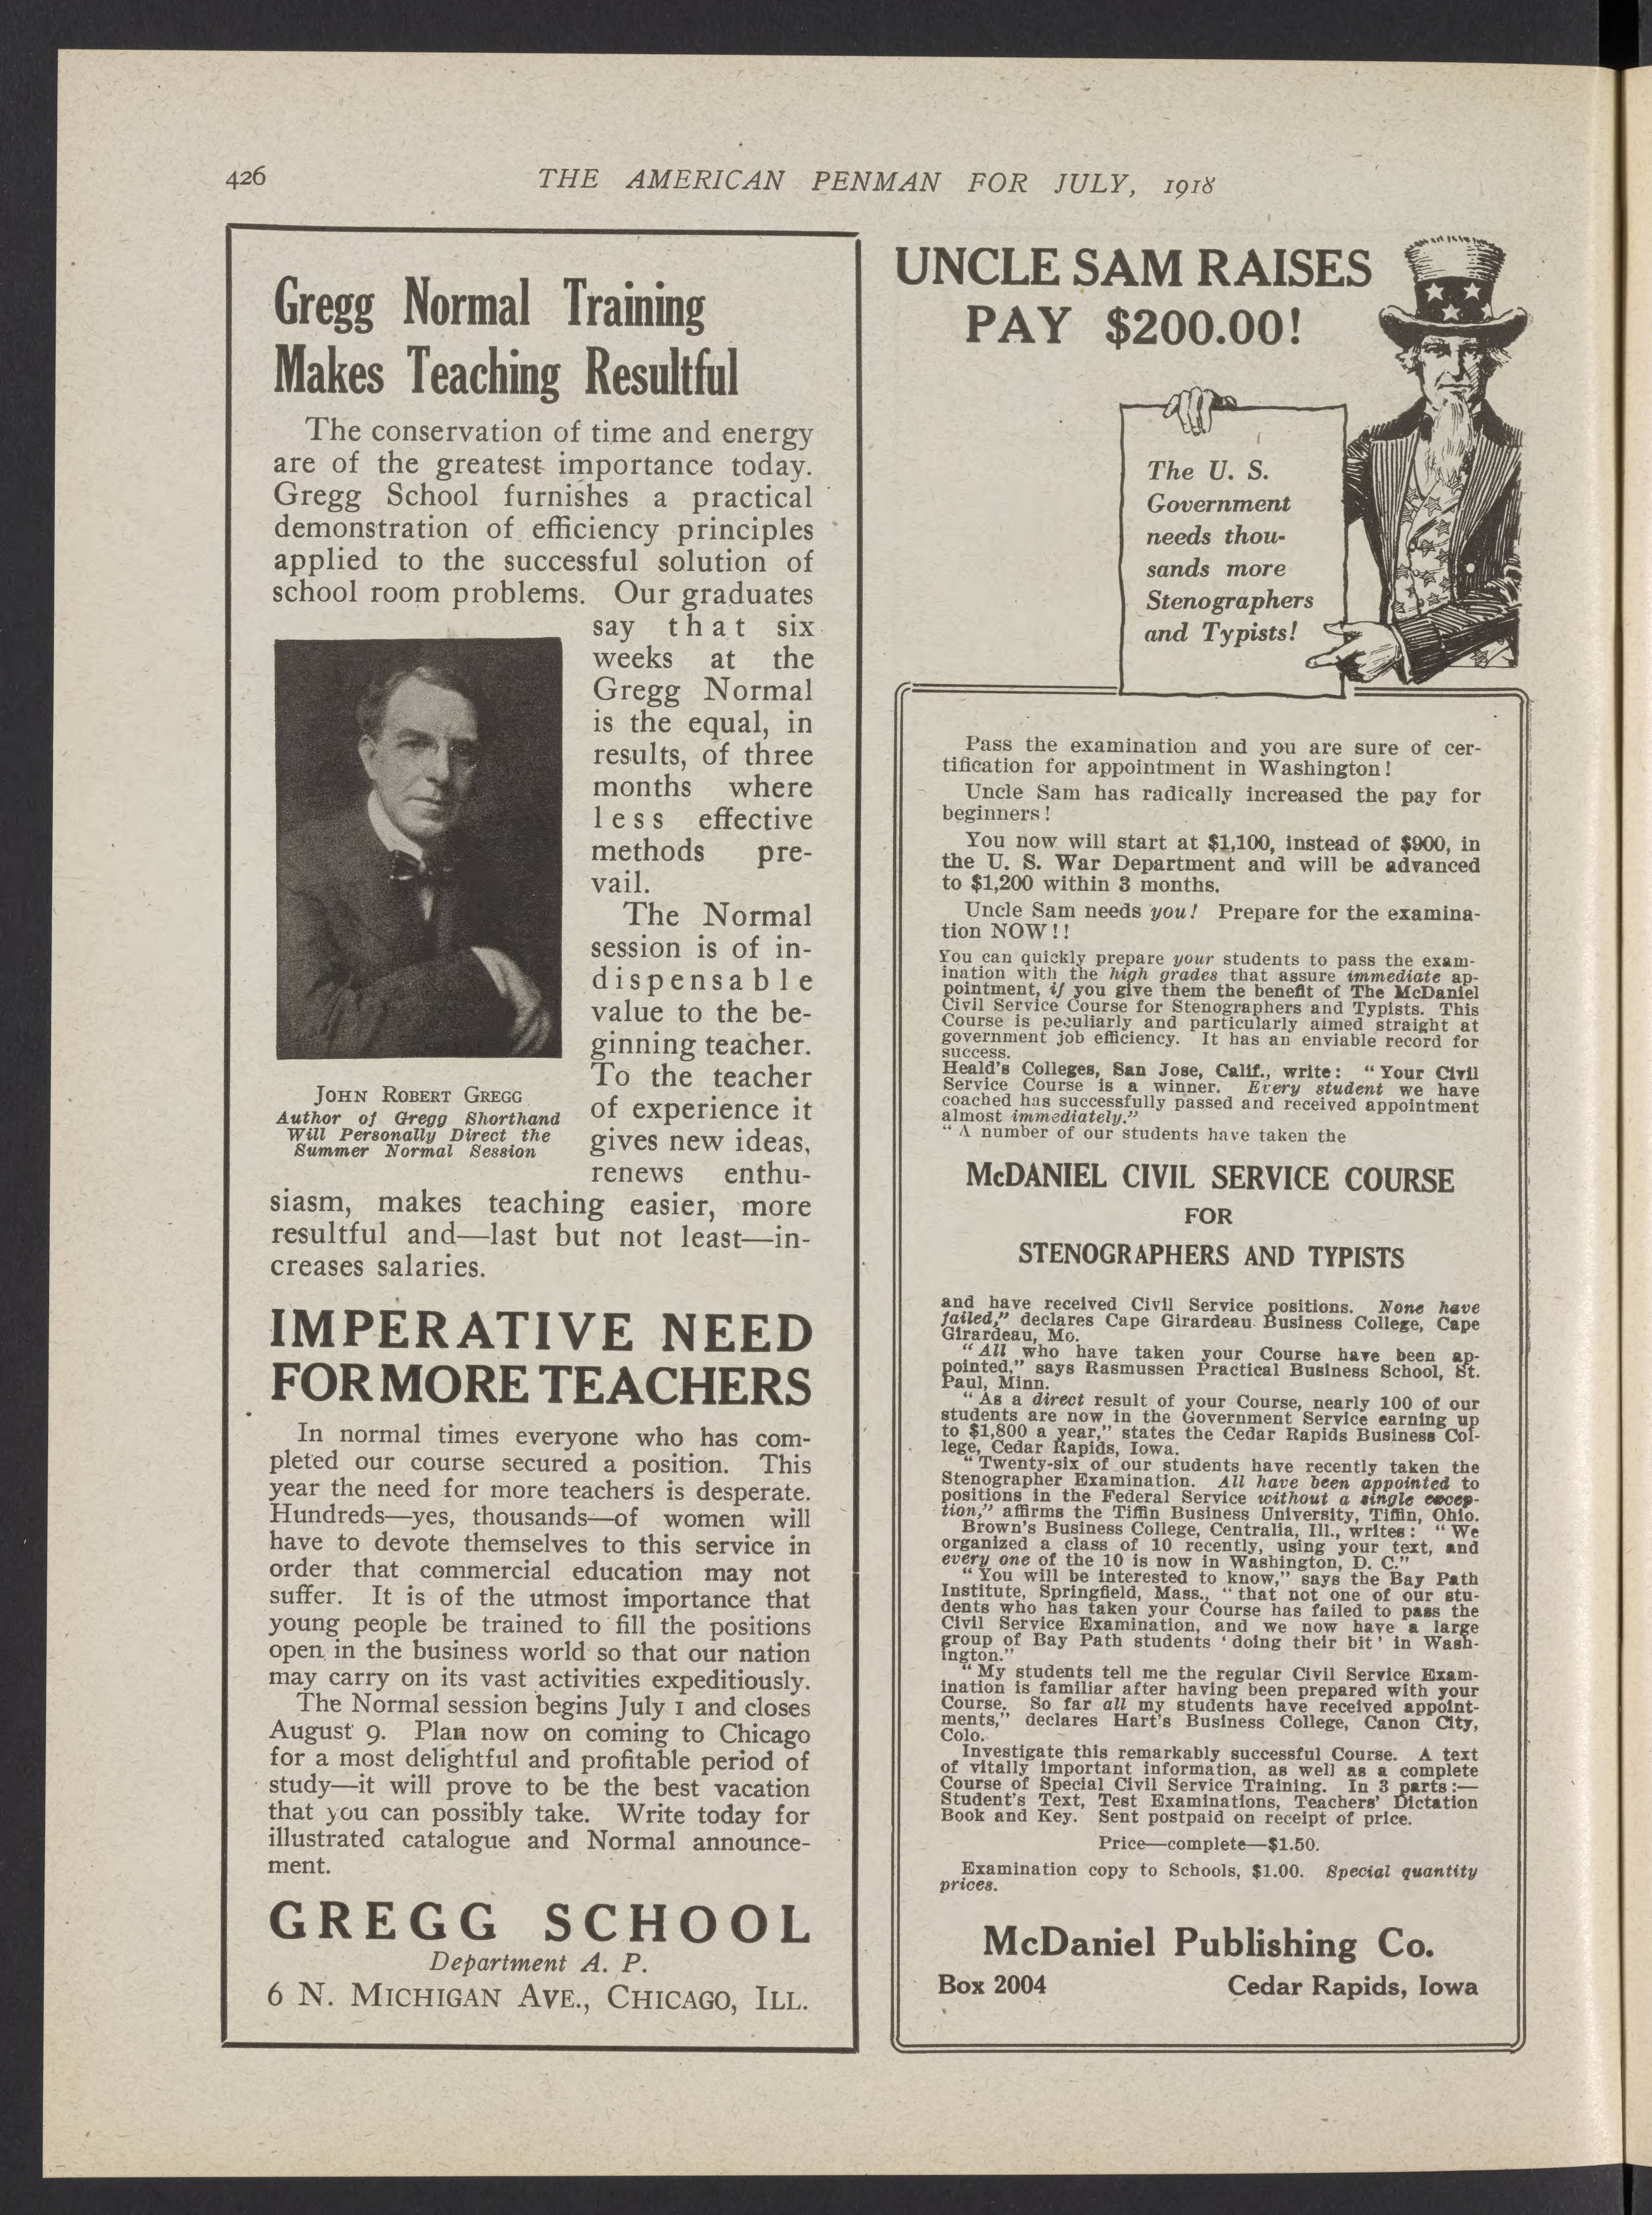 426
THE AMERICAN PENMAN FOR JULY, 1918
Gregg Normal Training
Makes Teaching Resultful
The conservation of time and energy
are of the greatest importance today.
Gregg School furnishes a practical
demonstration of efficiency principles
applied to the successful solution of
school room problems. Our graduates
say that six
weeks at the
Gregg Normal
is the equal, in
results, of three
months where
less effective
methods pre-
vail.
The Normal
session is of in-
dispensable
value to the be-
ginning teacher.
To the teacher
of experience it
gives new ideas,
renews enthu-
siasm, makes teaching easier, more
resultful and—last but not least—in-
creases salaries.
JOHN ROBERT GREGG
Author of Gregg Shorthand
Will Personally Direct the
Summer Normal Session
IMPERATIVE NEED
FOR MORE TEACHERS
In normal times everyone who has com-
pleted our course secured a position. This
year the need for more teachers is desperate.
Hundreds—yes, thousands—of women will
have to devote themselves to this service in
order that commercial education may not
suffer. It is of the utmost importance that
young people be trained to fill the positions
open in the business world so that our nation
may carry on its vast activities expeditiously.
The Normal session begins July 1 and closes
August 9. Plan now on coming to Chicago
for a most delightful and profitable period of
study—it will prove to be the best vacation
that you can possibly take. Write today for
illustrated catalogue and Normal announce-
ment.
GREGG SCHOOL
Department A. P.
6 N. MICHIGAN AVE., CHICAGO, ILL.
UNCLE SAM RAISES
PAY $200.00!
The U. S.
Government
needs thou-
sands more
Stenographers
and Typists!
Pass the examination and you are sure of cer-
tification for appointment in Washington!
Uncle Sam has radically increased the pay for
beginners!
You now will start at $1,100, instead of $900, in
the U. S. War Department and will be advanced
to $1,200 within 3 months.
Uncle Sam needs you! Prepare for the examina-
tion NOW!!
You can quickly prepare your students to pass the exam-
ination with the high grades that assure immediate ap-
pointment, if you give them the benefit of The McDaniel
Civil Service Course for Stenographers and Typists. This
Course is peculiarly and particularly aimed straight at
government job efficiency. It has an enviable record for
success.
Heald's Colleges, San Jose, Calif., write: "Your Civil
Service Course is a winner. Every student we have
coached has successfully passed and received appointment
almost immediately."
"A number of our students have taken the
McDANIEL CIVIL SERVICE COURSE
FOR
STENOGRAPHERS AND TYPISTS
and have received Civil Service positions. None have
failed," declares Cape Girardeau Business College, Cape
Girardeau, Mo.
"All who have taken your Course have been ap-
pointed," says Rasmussen Practical Business School, St.
Paul, Minn.
"As a direct result of your Course, nearly 100 of our
students are now in the Government Service earning up
to $1,800 a year," states the Cedar Rapids Business Col-
lege, Cedar Rapids, Iowa.
"Twenty-six of our students have recently taken the
Stenographer Examination. All have been appointed to
positions in the Federal Service without a single excep-
tion," affirms the Tiffin Business University, Tiffin, Ohio.
Brown's Business College, Centralia, Ill., writes: "We
organized a class of 10 recently, using your text, and
every one of the 10 is now in Washington, D. C."
"You will be interested to know," says the Bay Path
Institute, Springfield, Mass., "that not one of our stu-
dents who has taken your Course has failed to pass the
Civil Service Examination, and we now have a large
group of Bay Path students 'doing their bit' in Wash-
ington."
"My students tell me the regular Civil Service Exam-
ination is familiar after having been prepared with your
Course. So far all my students have received appoint-
ments," declares Hart's Business College, Canon City,
Colo.
Investigate this remarkably successful Course. A text
of vitally important information, as well as a complete
Course of Special Civil Service Training. In 3 parts:—
Student's Text, Test Examinations, Teachers' Dictation
Book and Key. Sent postpaid on receipt of price.
Price—complete—$1.50.
Examination copy to Schools, $1.00. Special quantity
prices.
McDaniel Publishing Co.
Box 2004 Cedar Rapids, Iowa